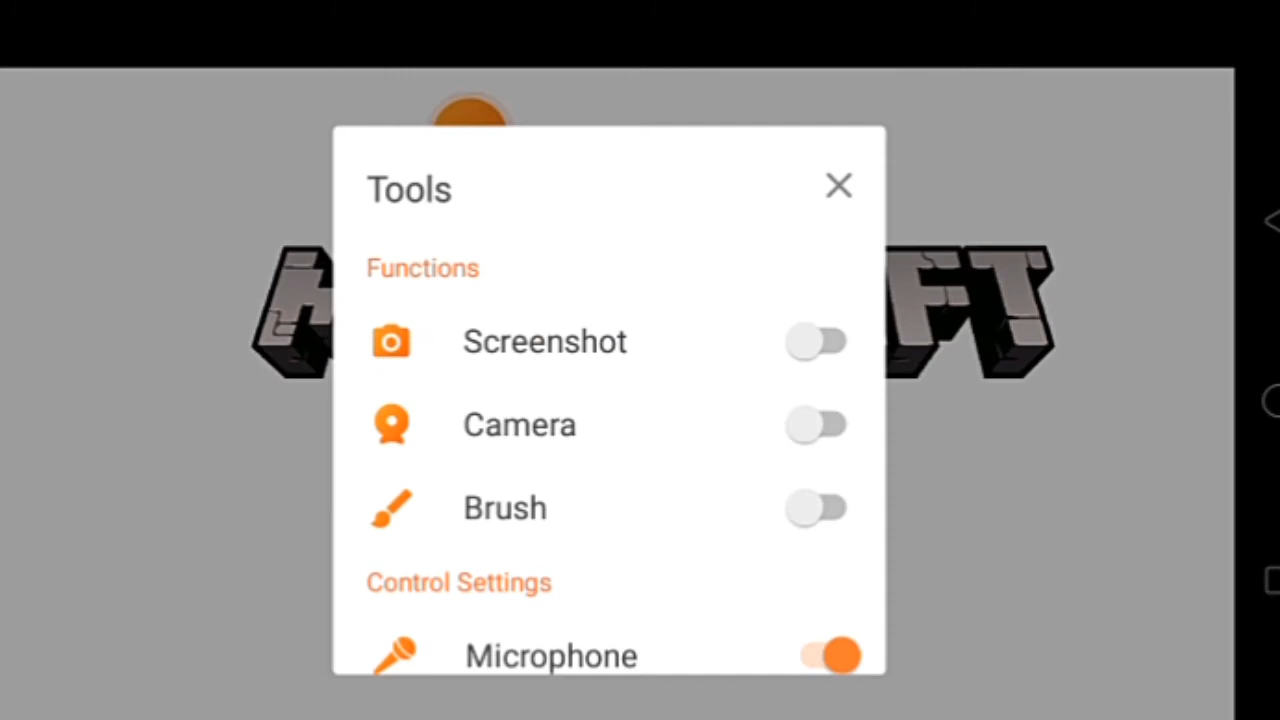 Tools
Functions
Screenshot
Camera
Brush
Control Settings
Microphone